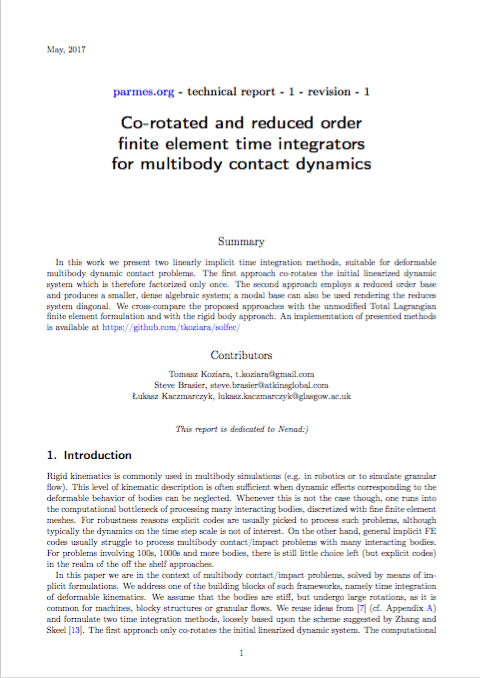 May, 2017
parmes.org - technical report - 1 - revision - 1
Co-rotated and reduced order
finite element time integrators
for multibody contact dynamics
Summary
In this work we present two linearly implicit time integration methods, suitable for deformable
multibody dynamic contact problems. The first approach co-rotates the initial linearized dynamic
system which is therefore factorized only once. The second approach employs a reduced order base
and produces a smaller, dense algebraic system; a modal base can also be used rendering the reduces
system diagonal. We cross-compare the proposed approaches with the unmodified Total Lagrangian
finite element formulation and with the rigid body approach. An implementation of presented methods
is available at https://github.com/tkoziara/solfec/
Contributors
Tomasz Koziara, t.koziara@gmail.com
Steve Brasier, steve.brasier@atkinsglobal.com
Łukasz Kaczmarczyk, lukasz.kaczmarczyk@glasgow.ac.uk
This report is dedicated to Nenad:)
1. Introduction
Rigid kinematics is commonly used in multibody simulations (e.g. in robotics or to simulate granular
flow). This level of kinematic description is often sufficient when dynamic effects corresponding to the
deformable behavior of bodies can be neglected. Whenever this is not the case though, one runs into
the computational bottleneck of processing many interacting bodies, discretized with fine finite element
meshes. For robustness reasons explicit codes are usually picked to process such problems, although
typically the dynamics on the time step scale is not of interest. On the other hand, general implicit FE
codes usually struggle to process multibody contact/impact problems with many interacting bodies.
For problems involving 100s, 1000s and more bodies, there is still little choice left (but explicit codes)
in the realm of the off the shelf approaches.
In this paper we are in the context of multibody contact/impact problems, solved by means of im-
plicit formulations. We address one of the building blocks of such frameworks, namely time integration
of deformable kinematics. We assume that the bodies are stiff, but undergo large rotations, as it is
common for machines, blocky structures or granular flows. We reuse ideas from [7] (cf. Appendix A)
and formulate two time integration methods, loosely based upon the scheme suggested by Zhang and
Skeel [13]. The first approach only co-rotates the initial linearized dynamic system. The computational
1